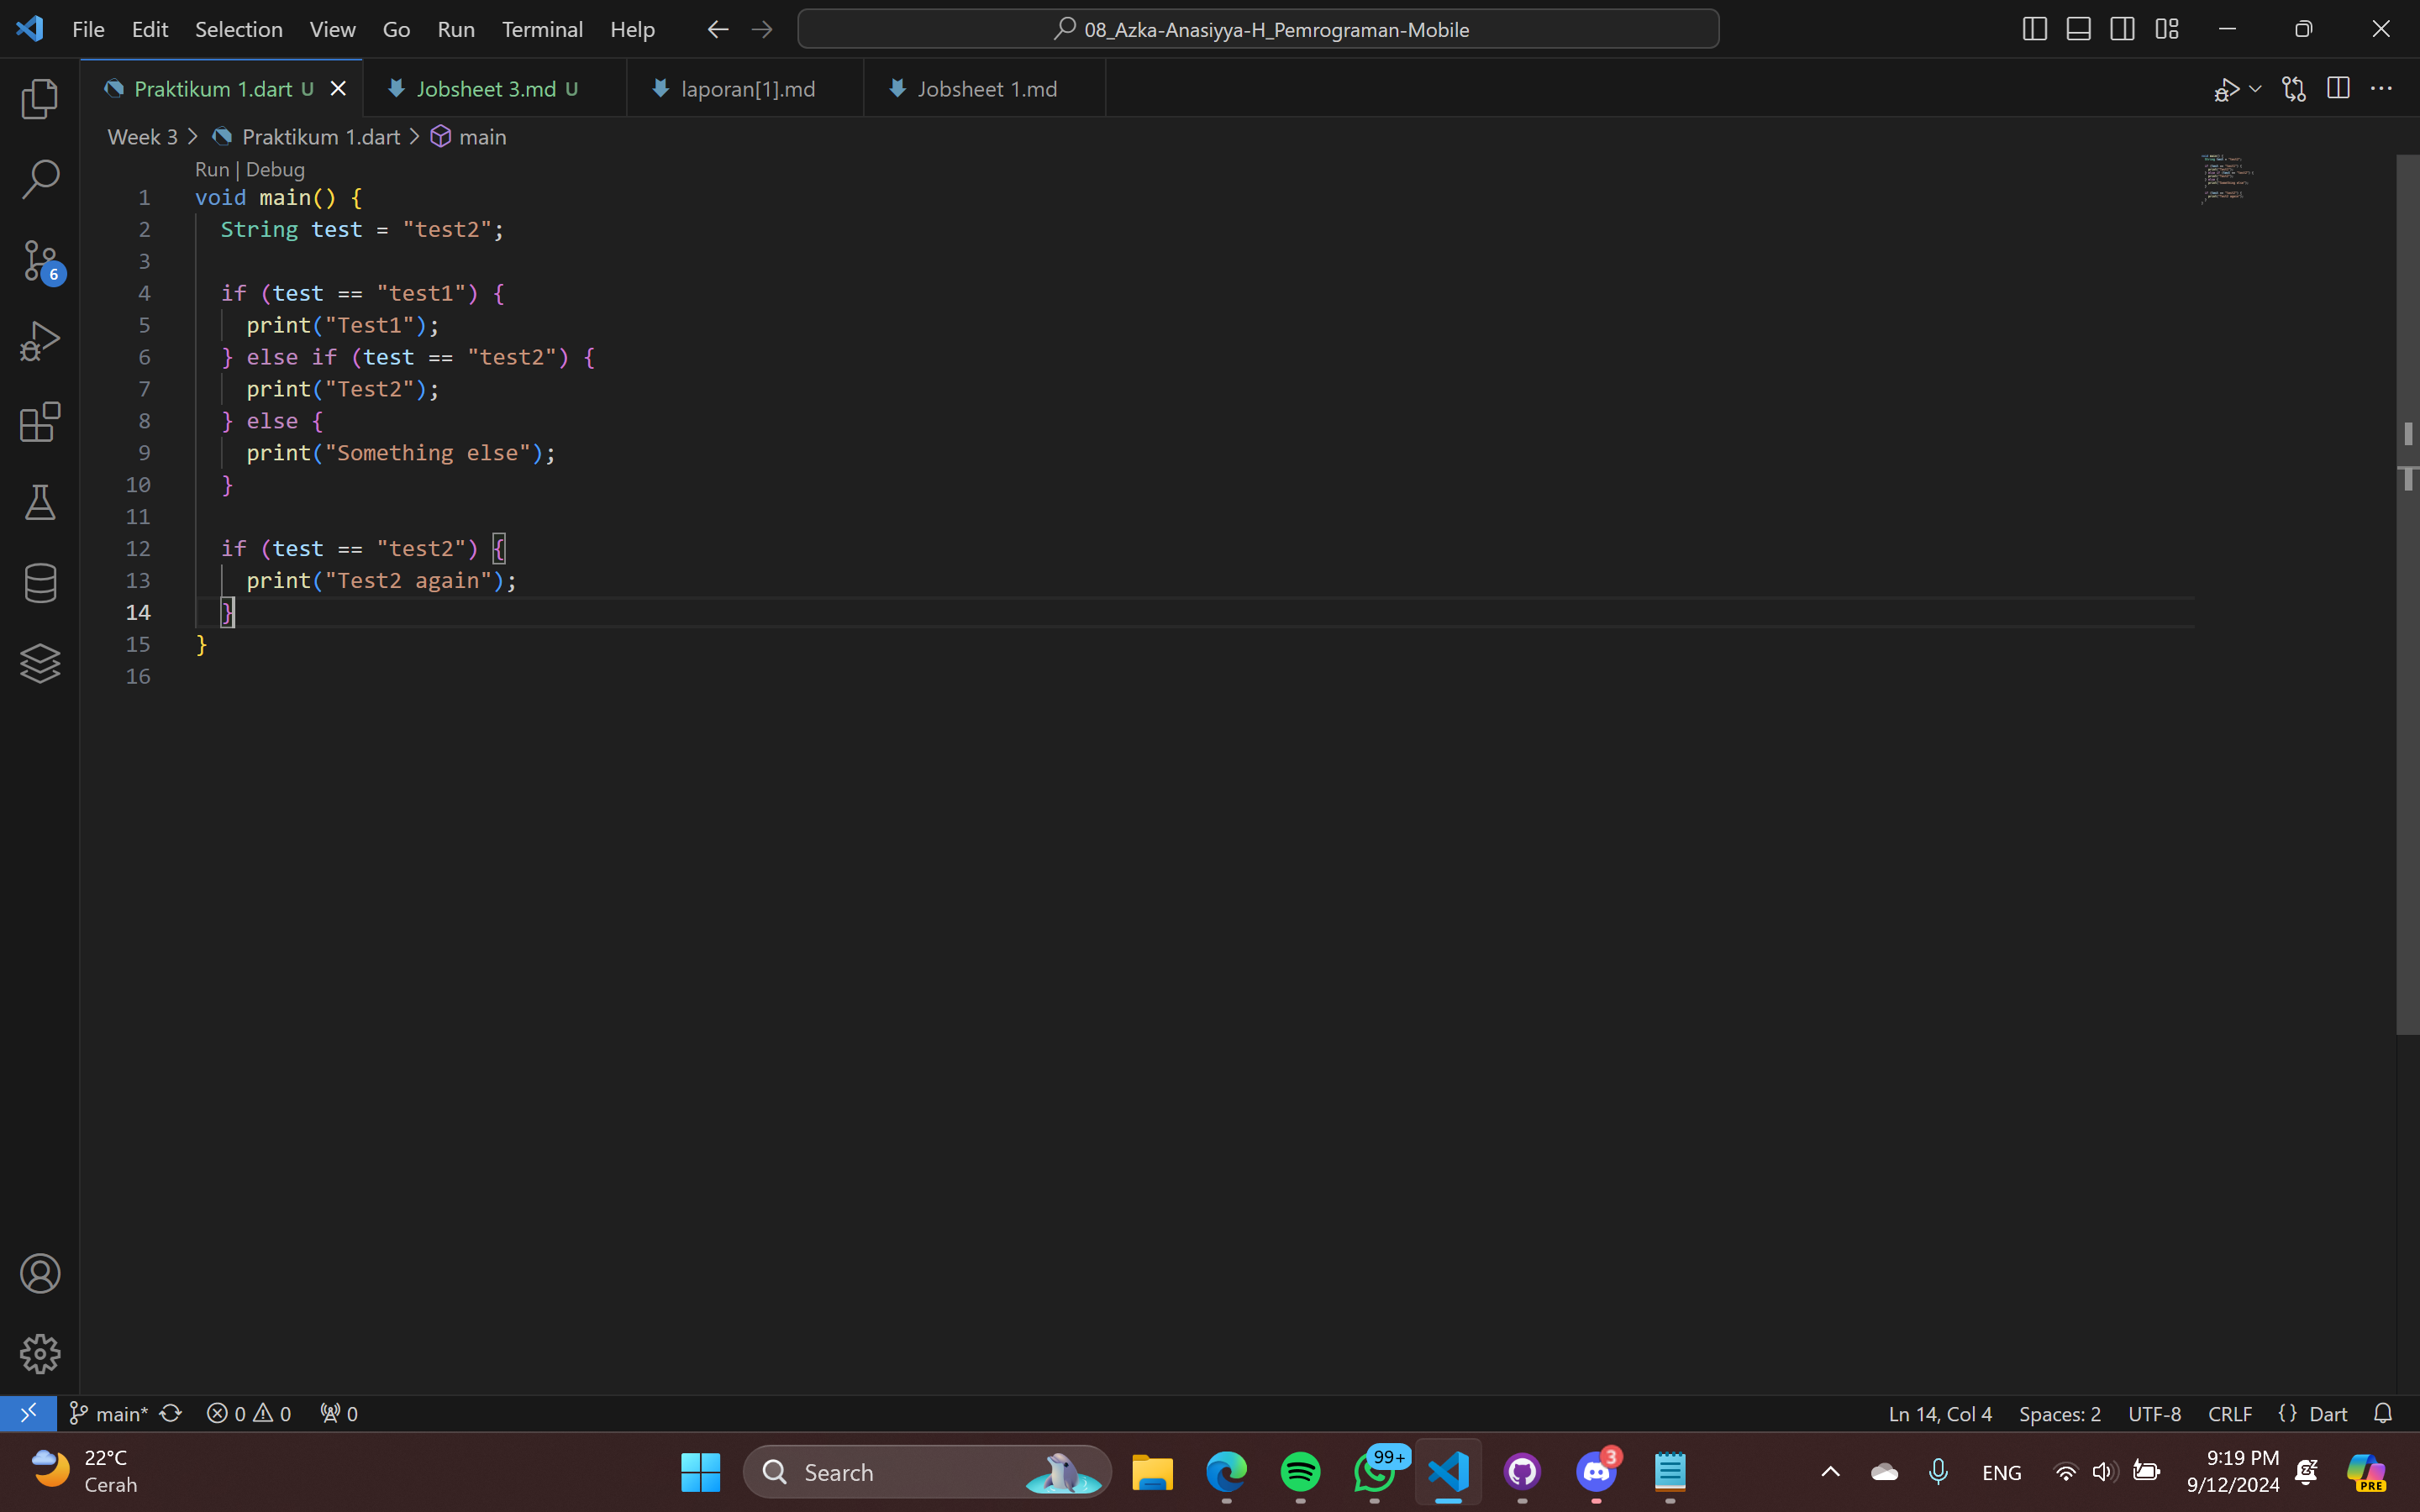 File Edit Selection View Go Run Terminal Help 08_Azka-Anasiyya-H_Pemrograman-Mobile
Praktikum 1.dart U Jobsheet 3.md U laporan[1].md Jobsheet 1.md
Week 3 > Praktikum 1.dart > main
Run | Debug
1 void main() {
2 String test = "test2";
3
4 if (test == "test1") {
5 print("Test1");
6 } else if (test == "test2") {
7 print("Test2");
8 } else {
9 print("Something else");
10 }
11
12 if (test == "test2") {
13 print("Test2 again");
14 }
15 }
16
6
main* 0 0 0 Ln 14, Col 4 Spaces: 2 UTF-8 CRLF {} Dart
22°C
Cerah
Search
99+
3
ENG
9:19 PM
9/12/2024
PRE